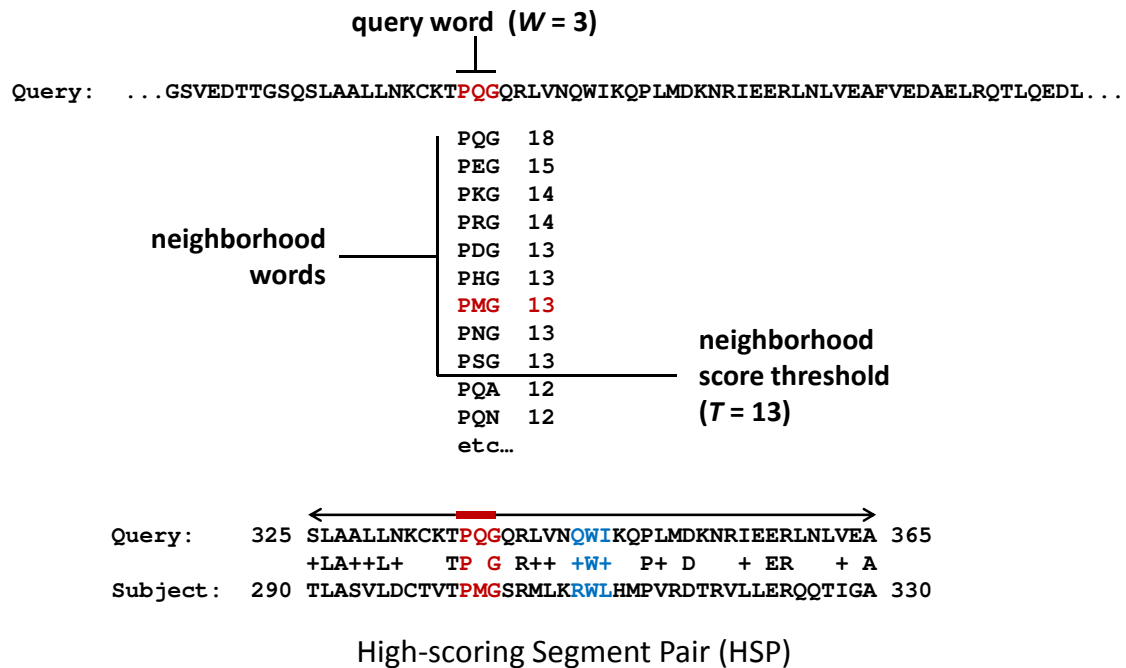 query word (W = 3)
Query: ...GSVEDTTGSQSLAALLNKCKTPQGQRLVNQWIKQPLMDKNRIEERLNLVEAFVEDAELRQTLQEDL...
PQG 18
PEG 15
PKG 14
PRG 14
PDG 13
PHG 13
PMG 13
PNG 13
PSG 13
PQA 12
PQN 12
etc…
neighborhood
words
neighborhood
score threshold
(T = 13)
Query: 325 SLAALLNKCKTPQGQRLVNQWIKQPLMDKNRIEERLNLVEA 365
+LA++L+ TP G R++ +W+ P+ D + ER + A
Subject: 290 TLASVLDCTVTPMGSRMLKRWLHMPVRDTRVLLERQQTIGA 330
High-scoring Segment Pair (HSP)